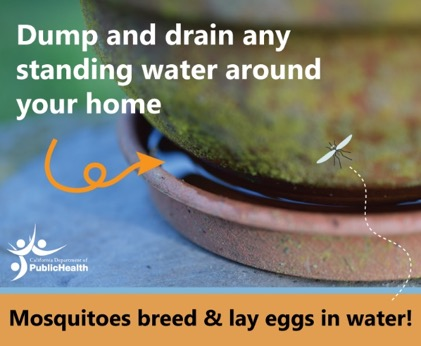 Dump and drain any
standing water around
your home
California Department of
PublicHealth
Mosquitoes breed & lay eggs in water!